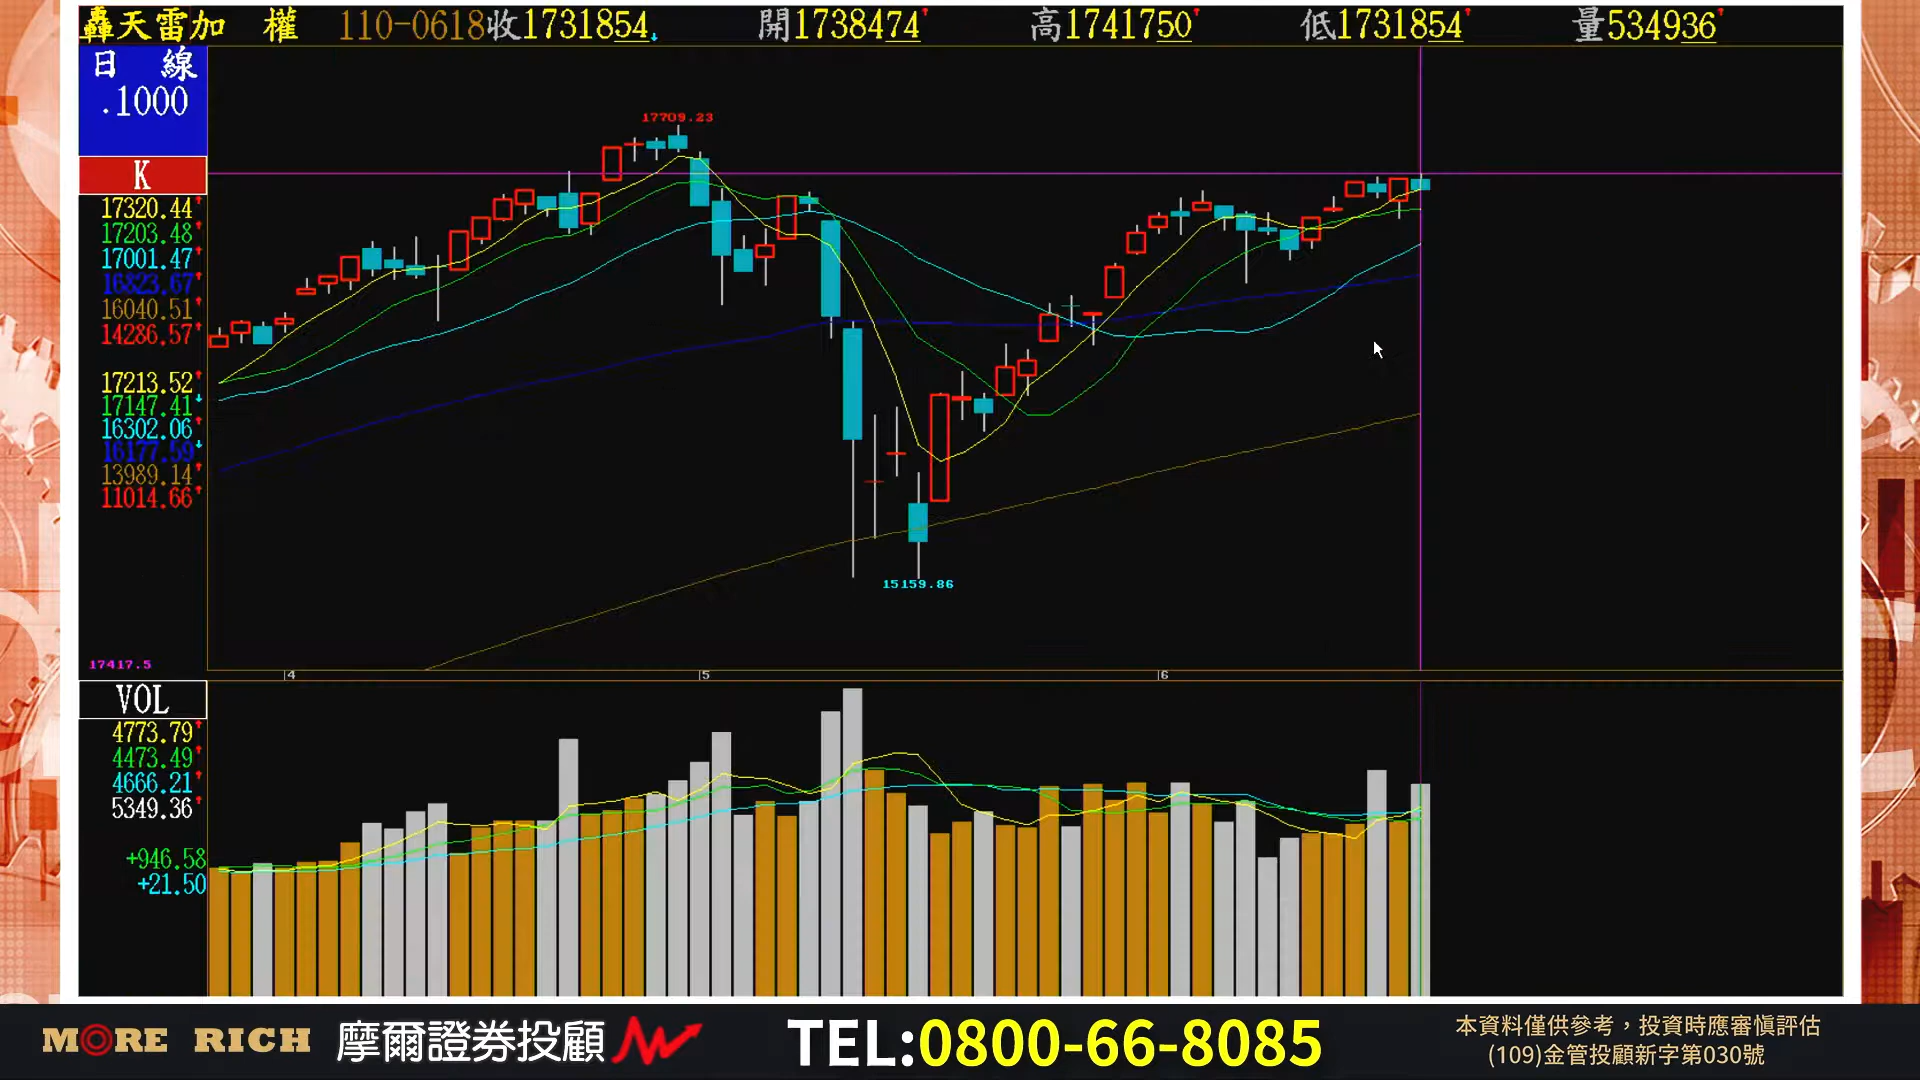 轟天雷加 權 110-0618收1731854 開1738474 高1741750 低1731854 量534936
日 線
.1000
K
17320.44
17203.48
17001.47
16823.67
16040.51
14286.57
17213.52
17147.41
16302.06
16177.59
13989.14
11014.66
17709.23
15159.86
17417.5
4 5 6
VOL
4773.79
4473.49
4666.21
5349.36
+946.58
+21.50
MORE RICH 摩爾證券投顧
TEL:0800-66-8085
本資料僅供參考，投資時應審慎評估
(109)金管投顧新字第030號